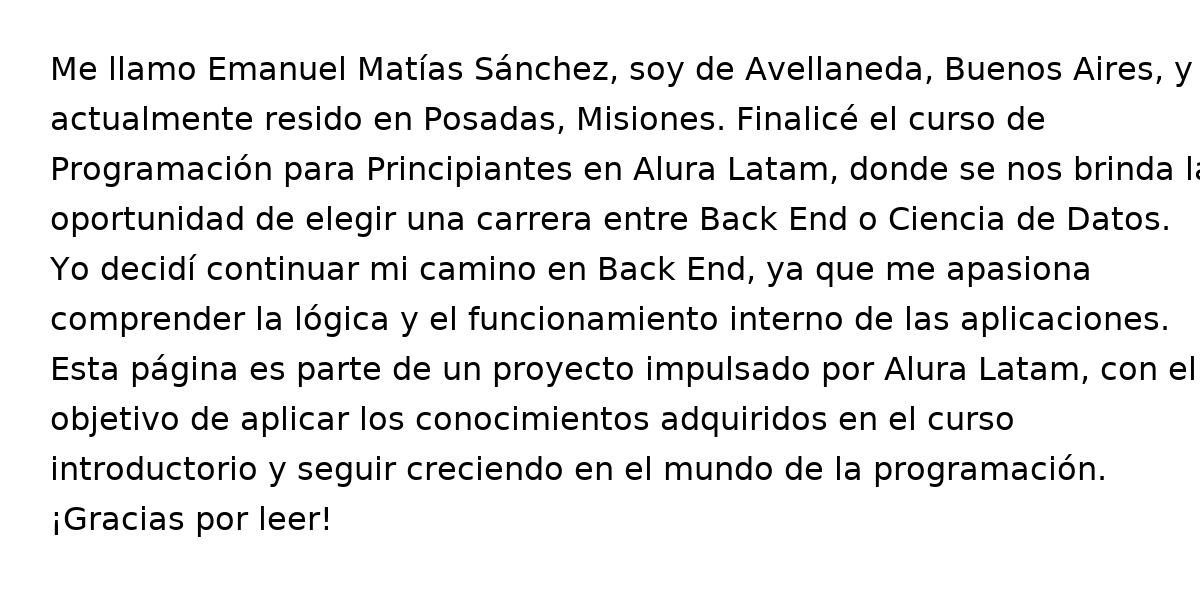 Me llamo Emanuel Matías Sánchez, soy de Avellaneda, Buenos Aires, y
actualmente resido en Posadas, Misiones. Finalicé el curso de
Programación para Principiantes en Alura Latam, donde se nos brinda la
oportunidad de elegir una carrera entre Back End o Ciencia de Datos.
Yo decidí continuar mi camino en Back End, ya que me apasiona
comprender la lógica y el funcionamiento interno de las aplicaciones.
Esta página es parte de un proyecto impulsado por Alura Latam, con el
objetivo de aplicar los conocimientos adquiridos en el curso
introductorio y seguir creciendo en el mundo de la programación.
¡Gracias por leer!